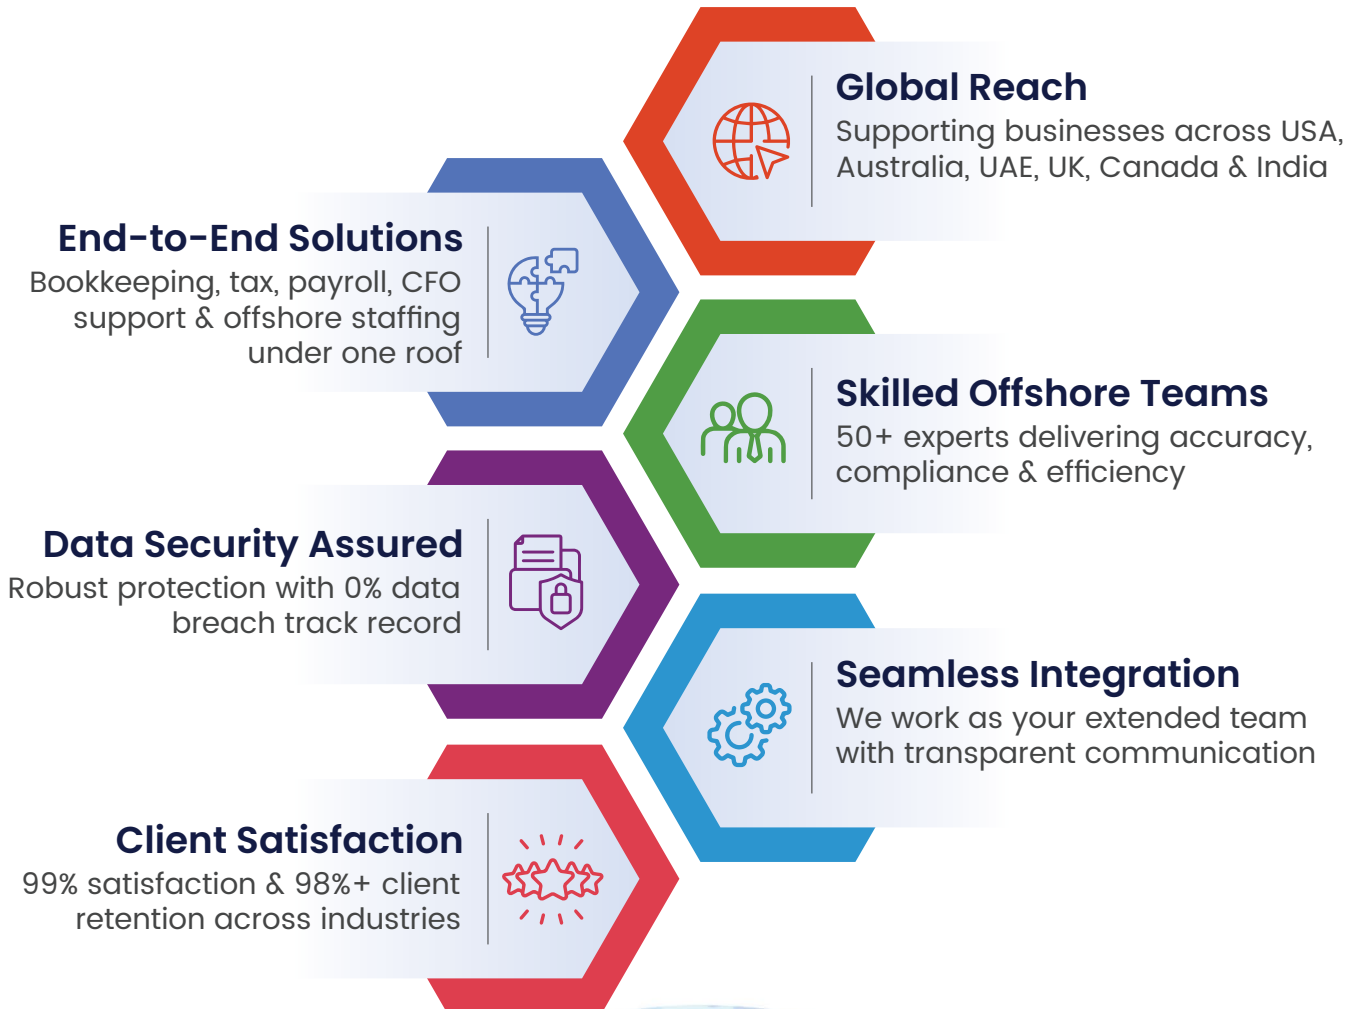 Global Reach
Supporting businesses across USA,
Australia, UAE, UK, Canada & India
End-to-End Solutions
Bookkeeping, tax, payroll, CFO
support & offshore staffing
under one roof
Skilled Offshore Teams
50+ experts delivering accuracy,
compliance & efficiency
Data Security Assured
Robust protection with 0% data
breach track record
Seamless Integration
We work as your extended team
with transparent communication
Client Satisfaction
99% satisfaction & 98%+ client
retention across industries